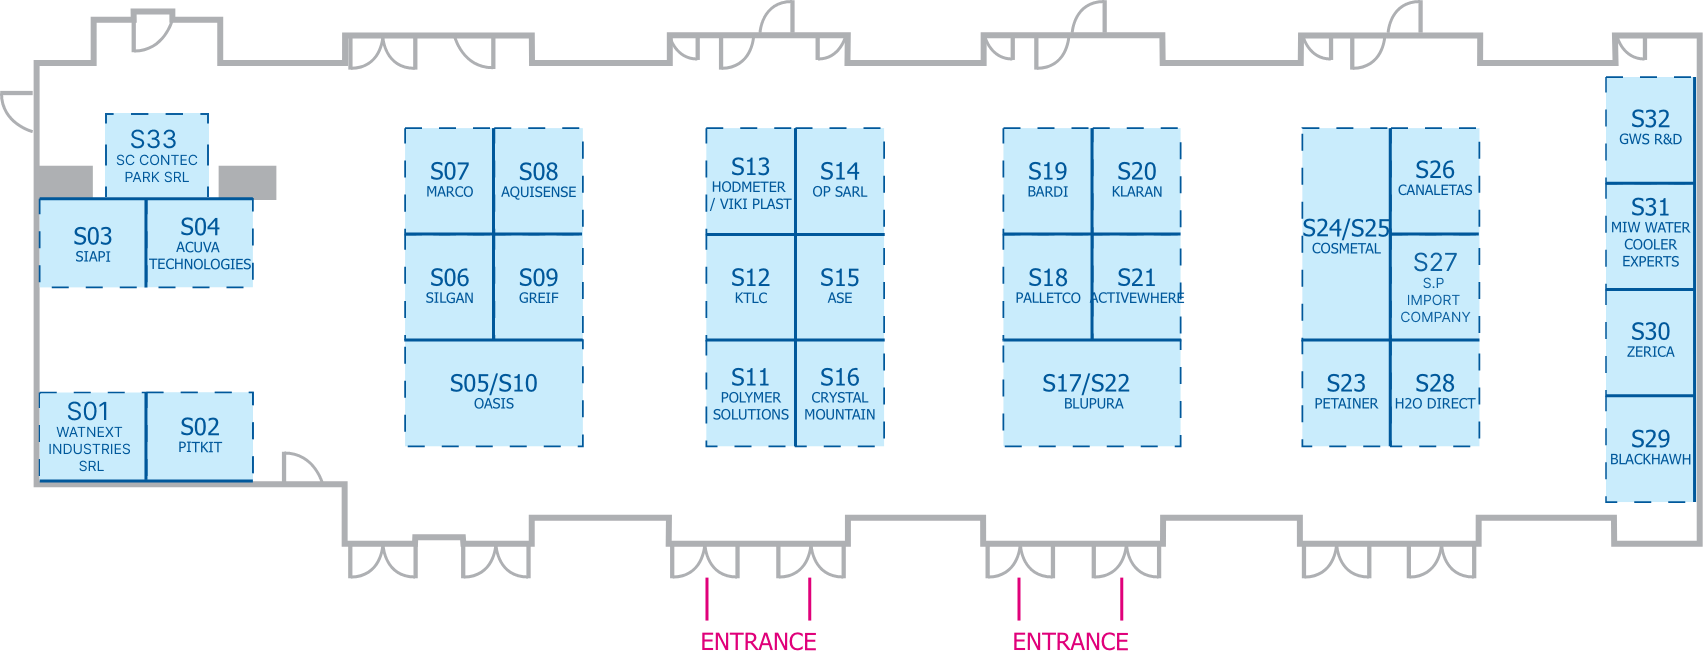 S33
SC CONTEC
PARK SRL
S03
SIAPI
S04
ACUVA
TECHNOLOGIES
S01
WATNEXT
INDUSTRIES
SRL
S02
PITKIT
S07
MARCO
S08
AQUISENSE
S06
SILGAN
S09
GREIF
S05/S10
OASIS
S13
HODMETER
/ VIKI PLAST
S14
OP SARL
S12
KTLC
S15
ASE
S11
POLYMER
SOLUTIONS
S16
CRYSTAL
MOUNTAIN
S19
BARDI
S20
KLARAN
S18
PALLETCO
S21
ACTIVEWHERE
S17/S22
BLUPURA
S24/S25
COSMETAL
S26
CANALETAS
S27
S.P
IMPORT
COMPANY
S23
PETAINER
S28
H2O DIRECT
S32
GWS R&D
S31
MIW WATER
COOLER
EXPERTS
S30
ZERICA
S29
BLACKHAWH
ENTRANCE
ENTRANCE